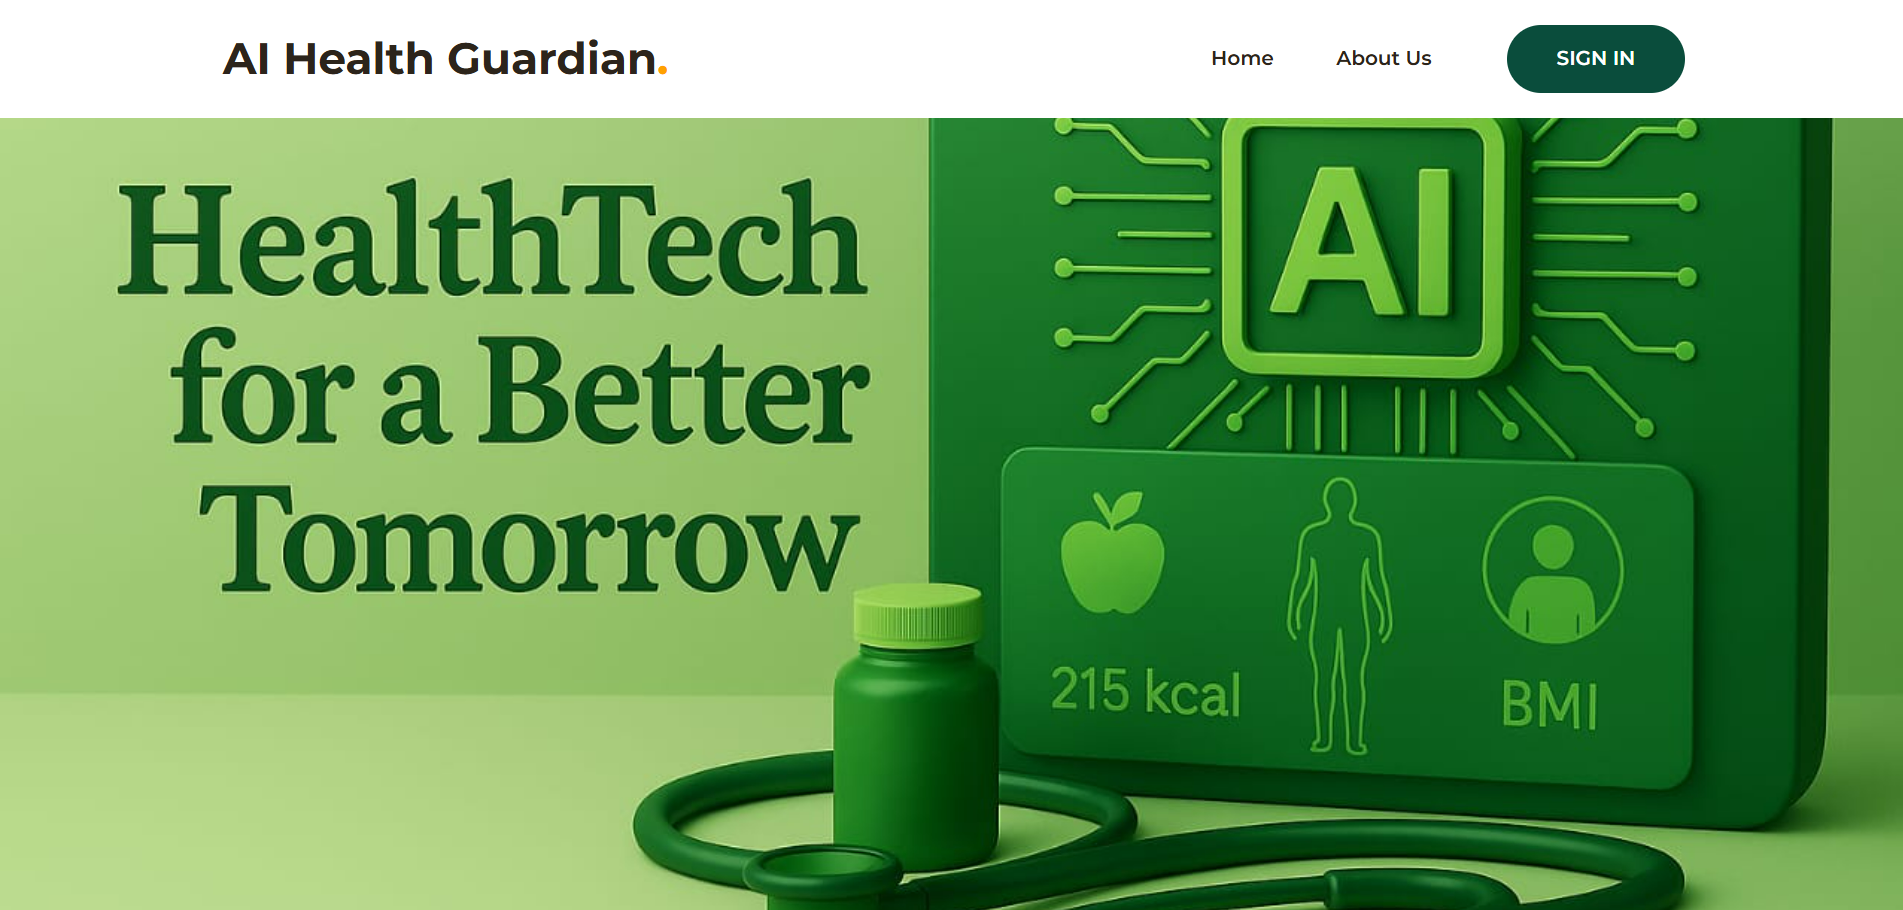 AI Health Guardian.
Home
About Us
SIGN IN
HealthTech
for a Better
Tomorrow
AI
215 kcal
BMI